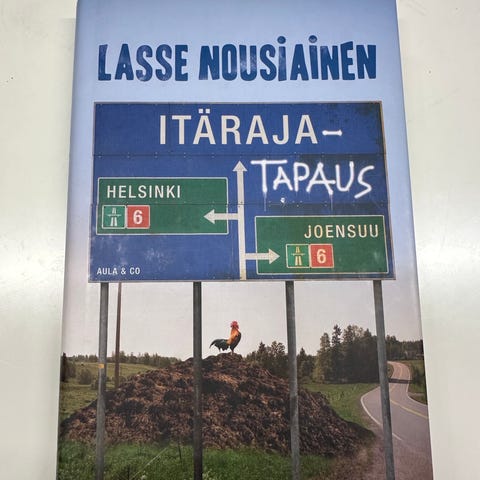 LASSE NOUSIAINEN
ITÄRAJA-
TAPAUS
HELSINKI
6
JOENSUU
6
AULA & CO